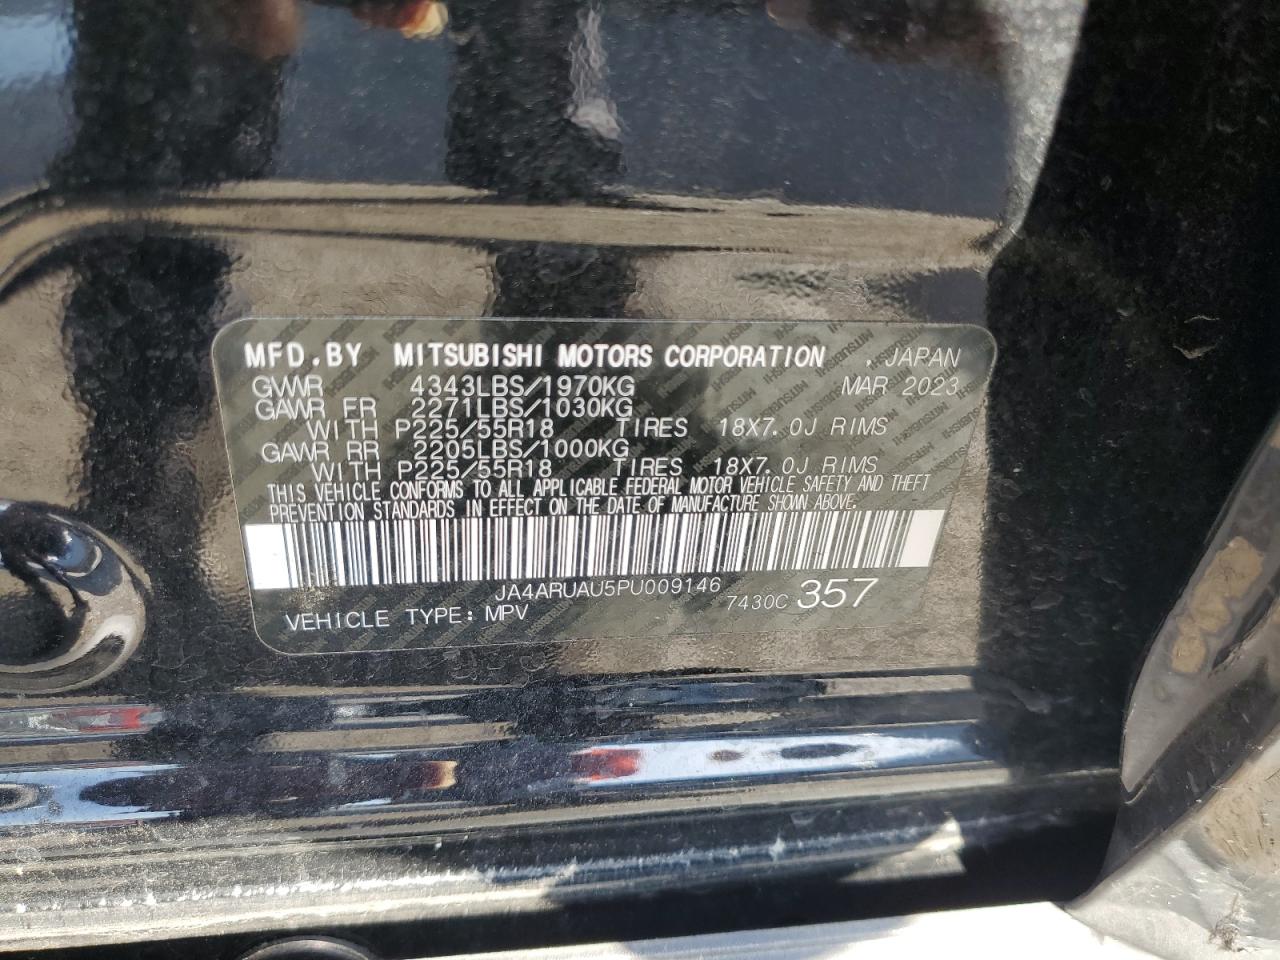 MFD.BY MITSUBISHI MOTORS CORPORATION JAPAN
GVWR 4343LBS/1970KG MAR 2023
GAWR FR 2271LBS/1030KG
WITH P225/55R18 TIRES 18X7.0J RIMS
GAWR RR 2205LBS/1000KG
WITH P225/55R18 TIRES 18X7.0J RIMS
THIS VEHICLE CONFORMS TO ALL APPLICABLE FEDERAL MOTOR VEHICLE SAFETY AND THEFT
PREVENTION STANDARDS IN EFFECT ON THE DATE OF MANUFACTURE SHOWN ABOVE.
JA4ARUAU5PU009146
VEHICLE TYPE: MPV 7430C 357